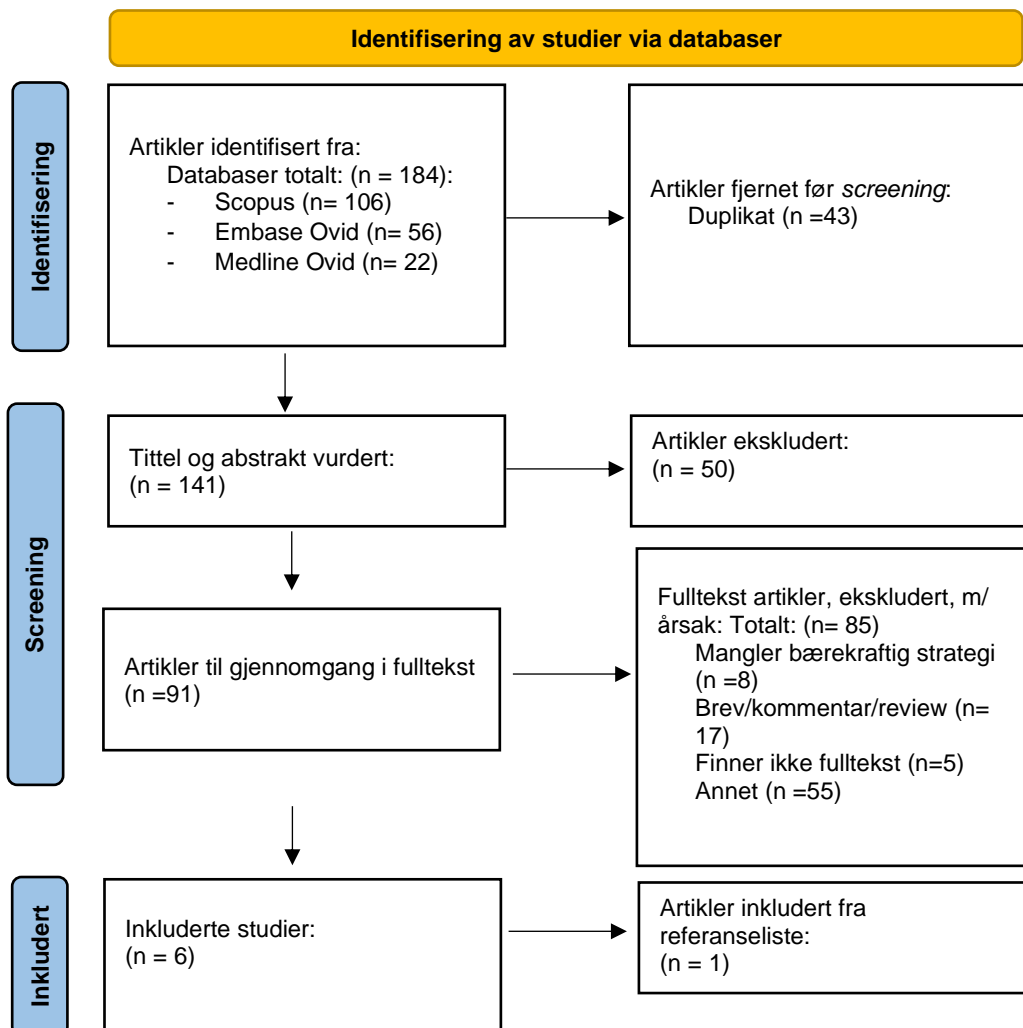 Identifisering av studier via databaser
Identifisering
Artikler identifisert fra:
Databaser totalt: (n = 184):
- Scopus (n= 106)
- Embase Ovid (n= 56)
- Medline Ovid (n= 22)
Artikler fjernet før screening:
Duplikat (n =43)
Screening
Tittel og abstrakt vurdert:
(n = 141)
Artikler ekskludert:
(n = 50)
Artikler til gjennomgang i fulltekst
(n =91)
Fulltekst artikler, ekskludert, m/
årsak: Totalt: (n= 85)
Mangler bærekraftig strategi
(n =8)
Brev/kommentar/review (n=
17)
Finner ikke fulltekst (n=5)
Annet (n =55)
Inkludert
Inkluderte studier:
(n = 6)
Artikler inkludert fra
referanseliste:
(n = 1)